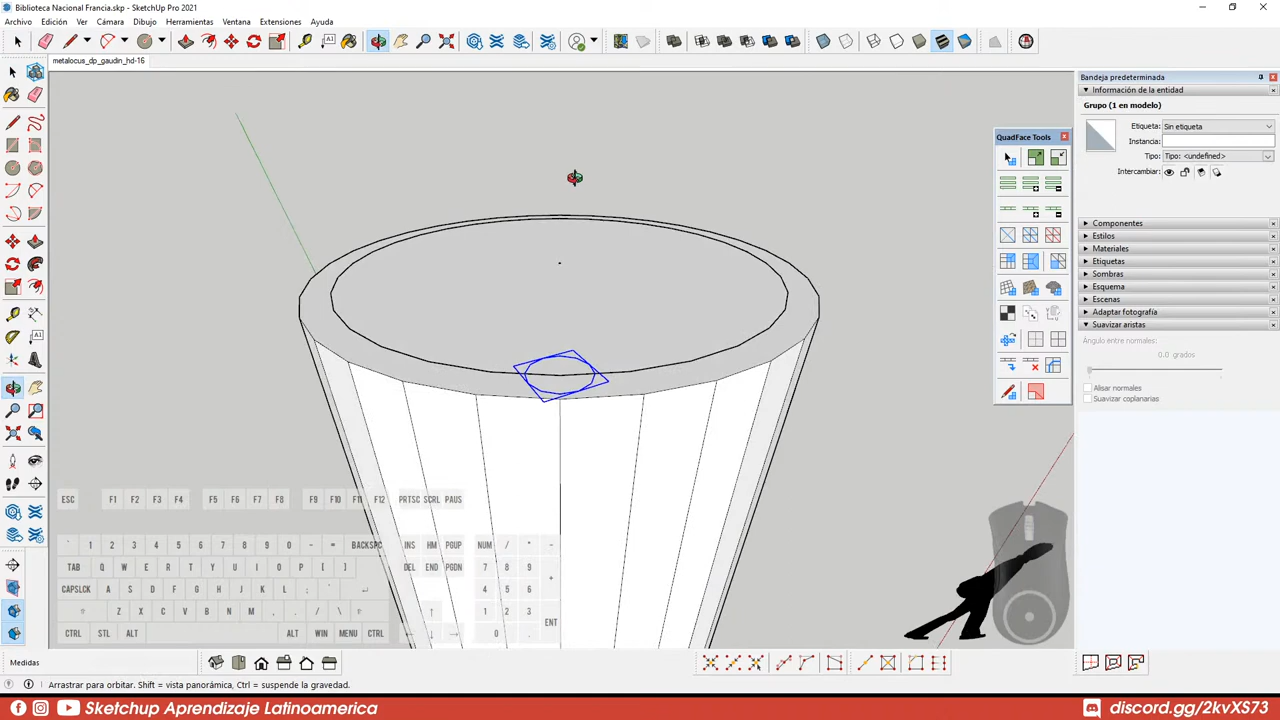 Biblioteca Nacional Francia.skp - SketchUp Pro 2021
Archivo Edición Ver Cámara Dibujo Herramientas Ventana Extensiones Ayuda
metalocus_dp_gaudin_hd-16
Bandeja predeterminada
Información de la entidad
Grupo (1 en modelo)
Etiqueta: Sin etiqueta
Instancia:
Tipo: Tipo: <undefined>
Intercambiar:
QuadFace Tools
Componentes
Estilos
Materiales
Etiquetas
Sombras
Esquema
Escenas
Adaptar fotografía
Suavizar aristas
Ángulo entre normales:
0.0 grados
Alisar normales
Suavizar coplanarias
ESC F1 F2 F3 F4 F5 F6 F7 F8 F9 F10 F11 F12 PRTSC SCRL PAUS
` 1 2 3 4 5 6 7 8 9 0 - = BACKSPC INS HM PGUP NUM / * -
TAB Q W E R T Y U I O P [ ] DEL END PGDN 7 8 9 +
CAPSLCK A S D F G H J K L ; ' 4 5 6
Z X C V B N M , . / 1 2 3 ENT
CTRL STL ALT ALT WIN MENU CTRL 0 .
Medidas
Arrastrar para orbitar. Shift = vista panorámica, Ctrl = suspende la gravedad.
Sketchup Aprendizaje Latinoamerica
discord.gg/2kvXS73